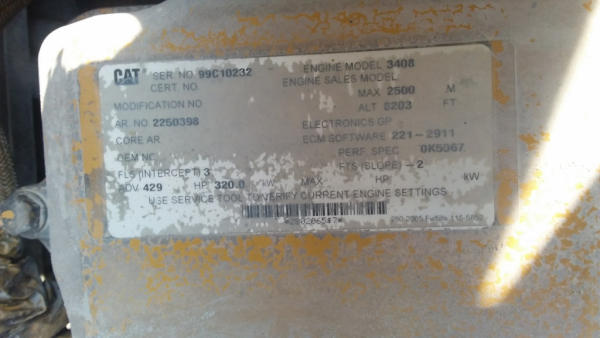 CAT SER. NO. 99C10232 ENGINE MODEL 3408
CERT. NO. ENGINE SALES MODEL
MAX 2500 M
MODIFICATION NO ALT 8203 FT
AR. NO. 2250398 ELECTRONICS GP
CORE AR. ECM SOFTWARE 221-2911
OEM NO. PERF. SPEC 0K5067
FLS (INTERCEPT) 3 FTS (SLOPE) -2
ADV 429 HP 320.0 kW MAX HP kW
USE SERVICE TOOL TO VERIFY CURRENT ENGINE SETTINGS